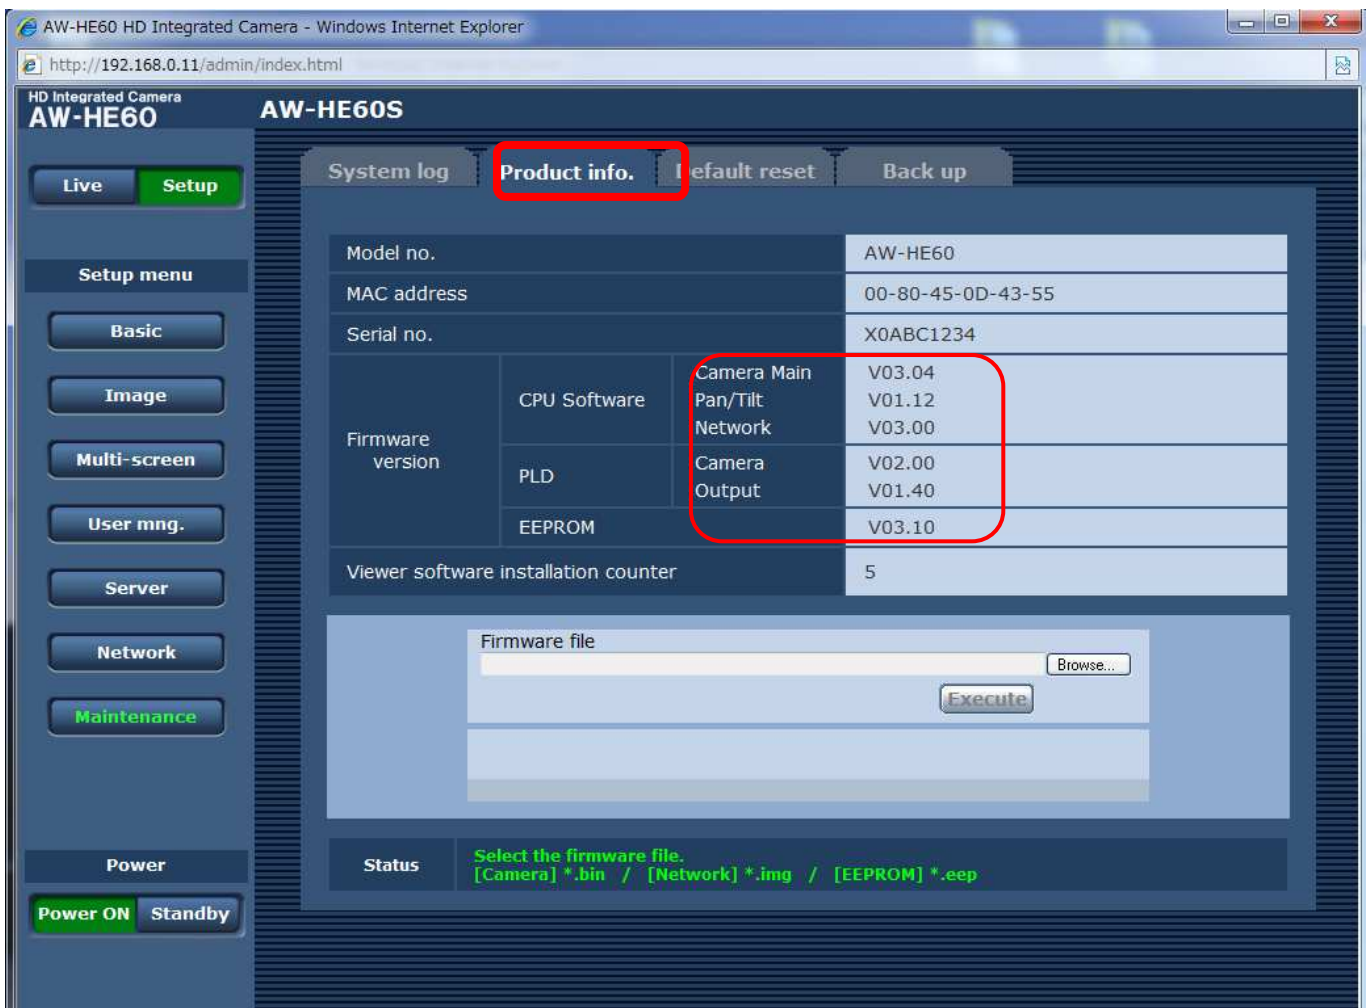 AW-HE60 HD Integrated Camera - Windows Internet Explorer
http://192.168.0.11/admin/index.html
HD Integrated Camera
AW-HE60
AW-HE60S
Live
Setup
System log
Product info.
Default reset
Back up
Setup menu
Basic
Image
Multi-screen
User mng.
Server
Network
Maintenance
Power
Power ON
Standby
Model no. AW-HE60
MAC address 00-80-45-0D-43-55
Serial no. X0ABC1234
Firmware
version
CPU Software
Camera Main V03.04
Pan/Tilt V01.12
Network V03.00
PLD
Camera V02.00
Output V01.40
EEPROM V03.10
Viewer software installation counter 5
Firmware file
Browse...
Execute
Status
Select the firmware file.
[Camera] *.bin / [Network] *.img / [EEPROM] *.eep